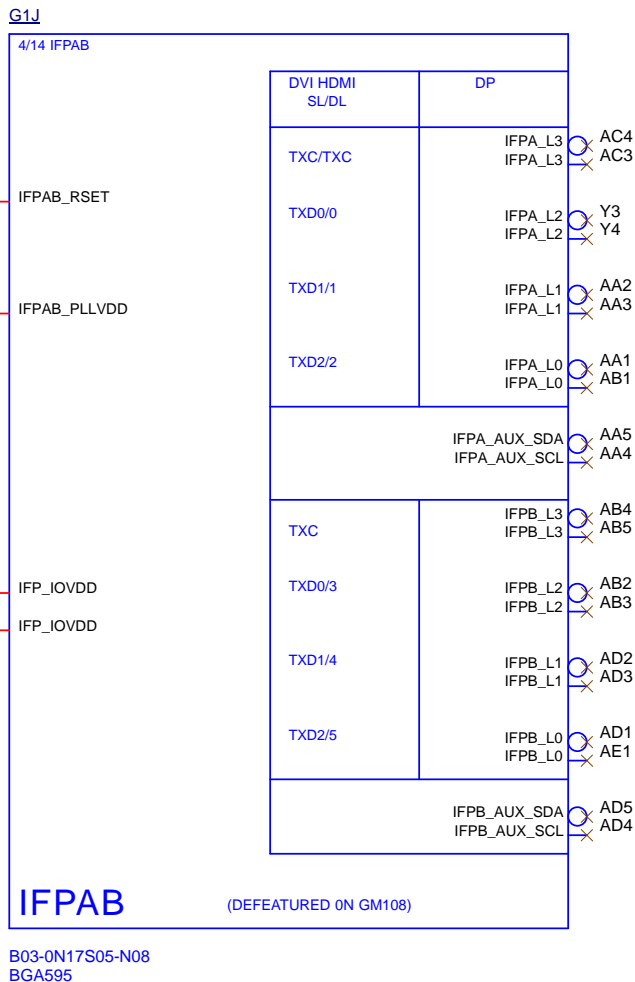 G1J
4/14 IFPAB
DVI HDMI
SL/DL
DP
IFPA_L3 AC4
TXC/TXC IFPA_L3 AC3
IFPAB_RSET
TXD0/0 IFPA_L2 Y3
IFPA_L2 Y4
TXD1/1 IFPA_L1 AA2
IFPAB_PLLVDD IFPA_L1 AA3
TXD2/2 IFPA_L0 AA1
IFPA_L0 AB1
IFPA_AUX_SDA AA5
IFPA_AUX_SCL AA4
IFPB_L3 AB4
TXC IFPB_L3 AB5
IFP_IOVDD TXD0/3 IFPB_L2 AB2
IFPB_L2 AB3
IFP_IOVDD
TXD1/4 IFPB_L1 AD2
IFPB_L1 AD3
TXD2/5 IFPB_L0 AD1
IFPB_L0 AE1
IFPB_AUX_SDA AD5
IFPB_AUX_SCL AD4
IFPAB (DEFEATURED 0N GM108)
B03-0N17S05-N08
BGA595